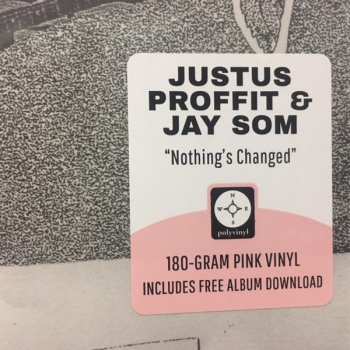 JUSTUS
PROFFIT &
JAY SOM
“Nothing’s Changed”
N
W E
S
polyvinyl
180-GRAM PINK VINYL
INCLUDES FREE ALBUM DOWNLOAD